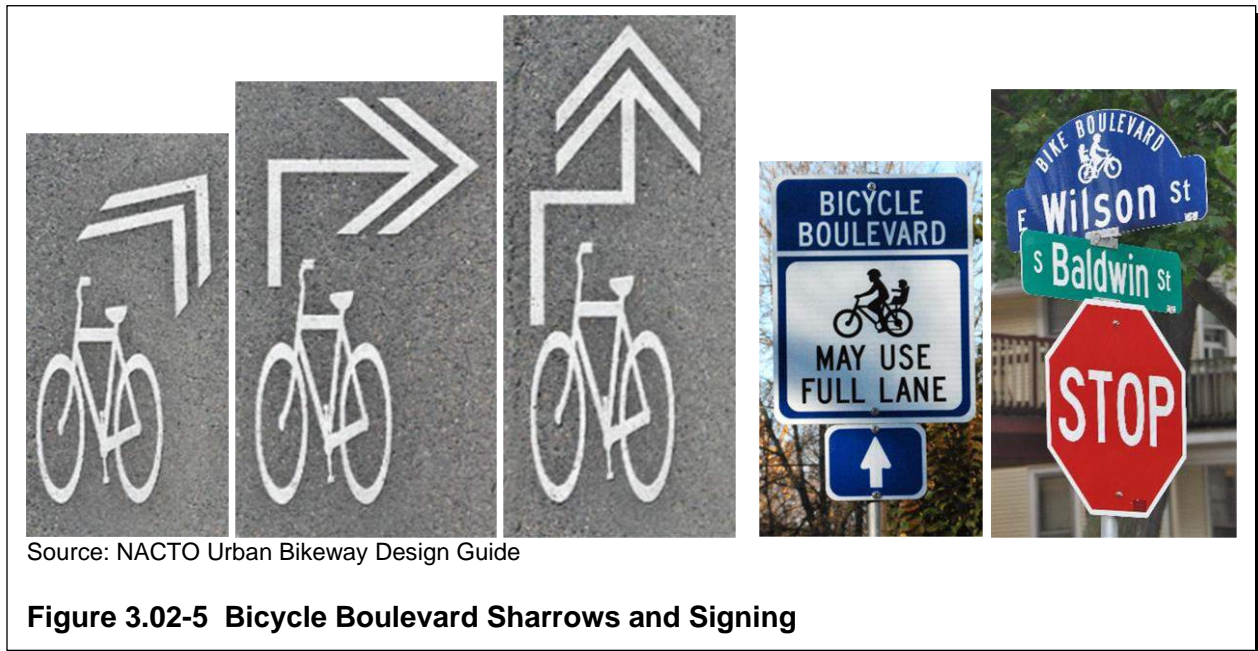 BICYCLE
BOULEVARD
MAY USE
FULL LANE
BIKE BOULEVARD
E Wilson St
S Baldwin St
STOP
Source: NACTO Urban Bikeway Design Guide
Figure 3.02-5 Bicycle Boulevard Sharrows and Signing